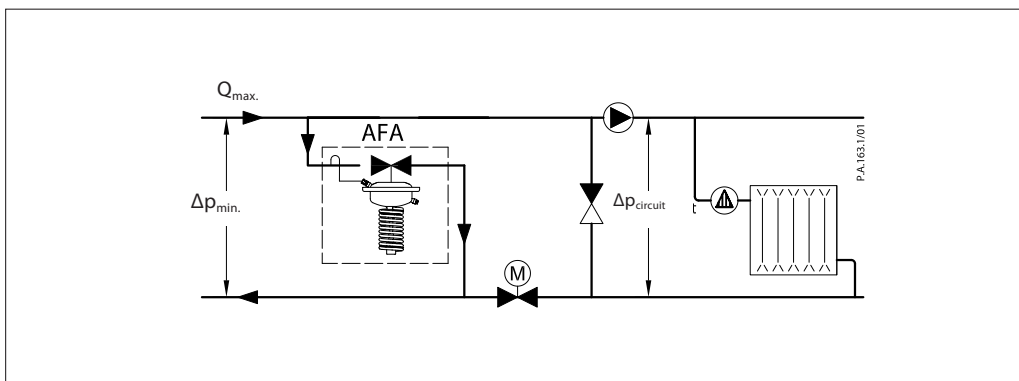 Qmax.
AFA
Δpmin.
Δpcircuit
M
P.A.163.1/01